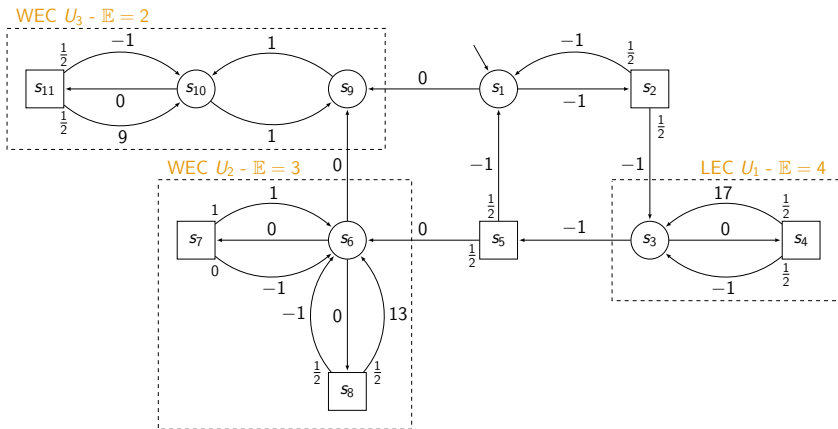 WEC U₃ - 𝔼 = 2
−1
1
−1
½
½
s₁₁
0
s₁₀
s₉
0
s₁
−1
s₂
½
9
1
½
0
−1
−1
WEC U₂ - 𝔼 = 3
LEC U₁ - 𝔼 = 4
1
17
1
½
½
s₇
0
s₆
0
s₅
−1
s₃
0
s₄
½
0
−1
−1
½
−1
0
13
½
½
s₈